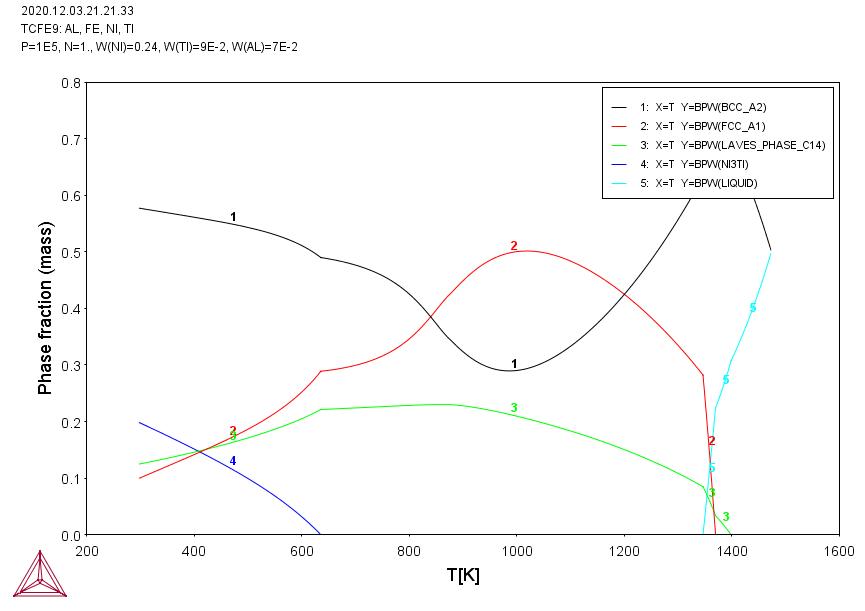 2020.12.03.21.21.33
TCFE9: AL, FE, NI, TI
P=1E5, N=1., W(NI)=0.24, W(TI)=9E-2, W(AL)=7E-2
0.8
0.7
0.6
0.5
0.4
0.3
0.2
0.1
0.0
Phase fraction (mass)
1: X=T Y=BPW(BCC_A2)
2: X=T Y=BPW(FCC_A1)
3: X=T Y=BPW(LAVES_PHASE_C14)
4: X=T Y=BPW(NI3TI)
5: X=T Y=BPW(LIQUID)
1
2
5
5
1
3
2
3
4
2
5
3
3
200 400 600 800 1000 1200 1400 1600
T[K]